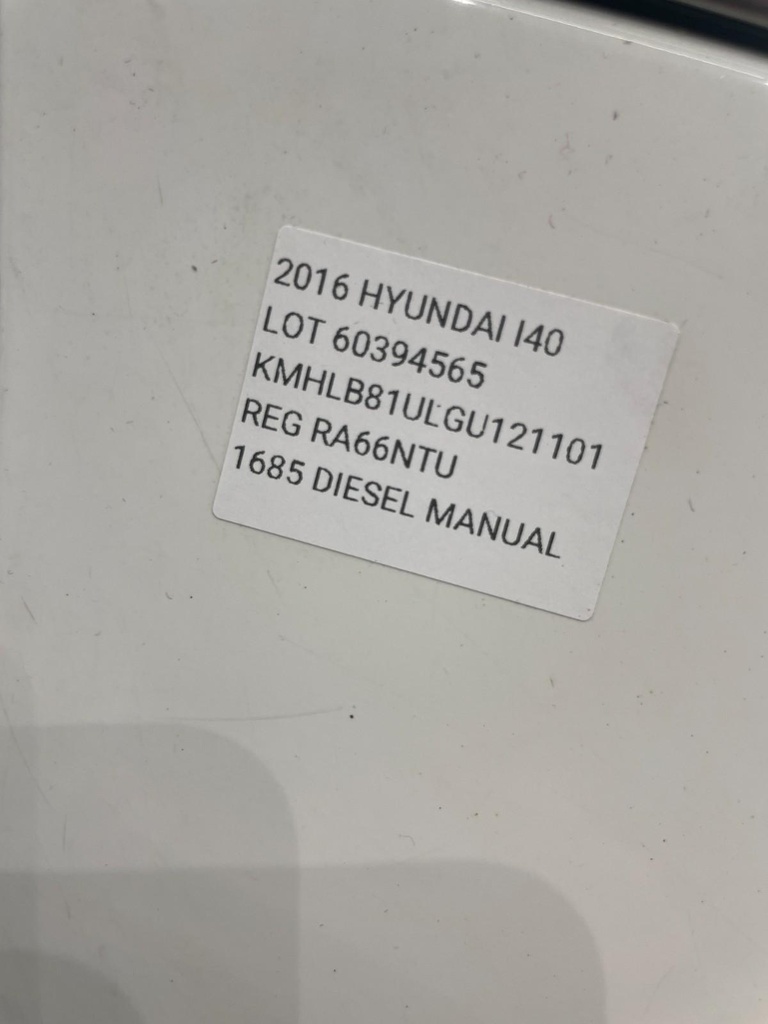 2016 HYUNDAI I40
LOT 60394565
KMHLB81ULGU121101
REG RA66NTU
1685 DIESEL MANUAL